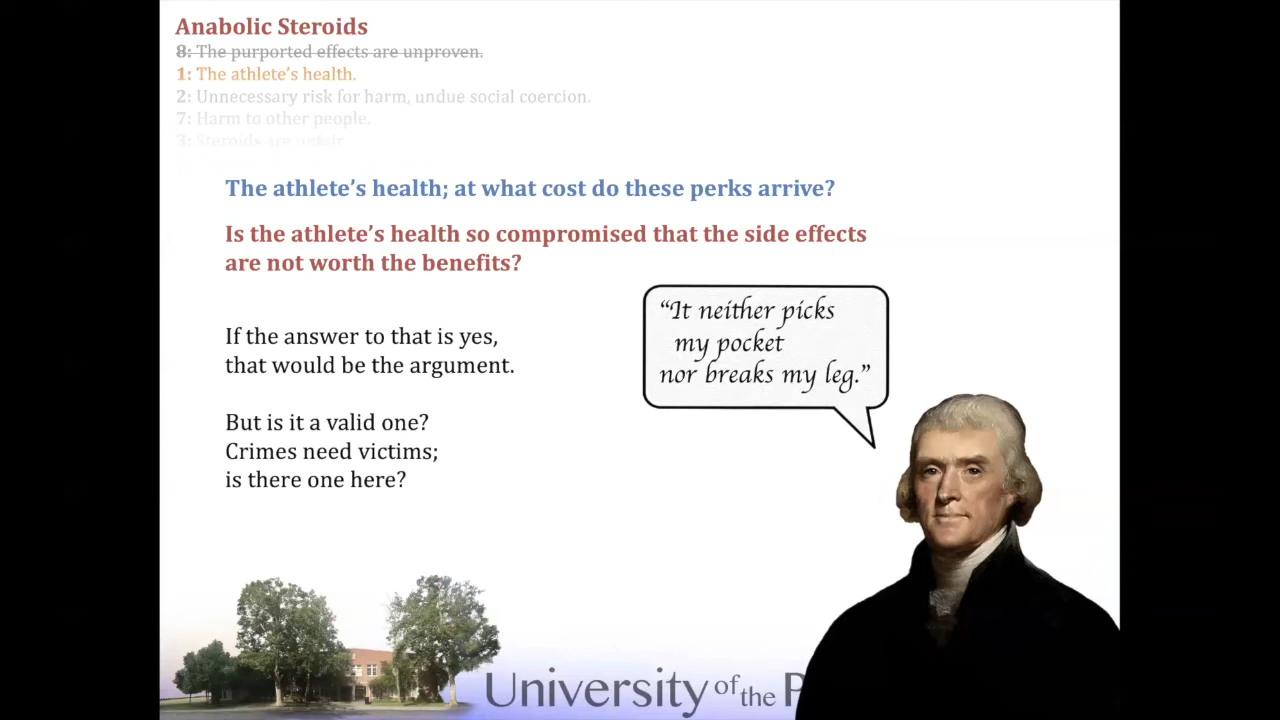 Anabolic Steroids
8: The purported effects are unproven.
1: The athlete's health.
2: Unnecessary risk for harm, undue social coercion.
7: Harm to other people.
3: Steroids are unfair.
The athlete's health; at what cost do these perks arrive?
Is the athlete's health so compromised that the side effects
are not worth the benefits?
If the answer to that is yes,
that would be the argument.
But is it a valid one?
Crimes need victims;
is there one here?
“It neither picks
my pocket
nor breaks my leg.”
University of the P